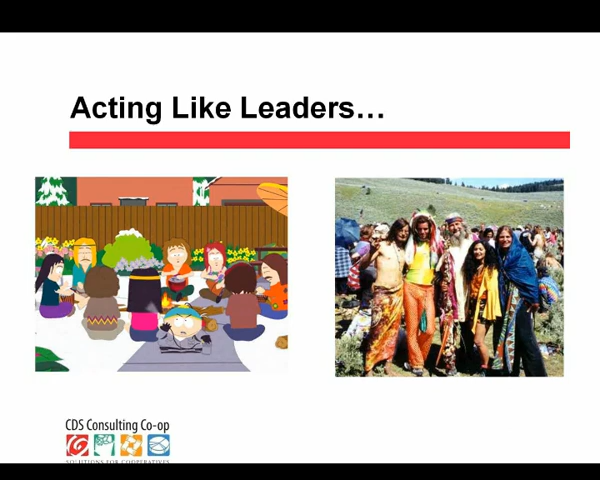 Acting Like Leaders...
CDS Consulting Co-op
SOLUTIONS FOR COOPERATIVES